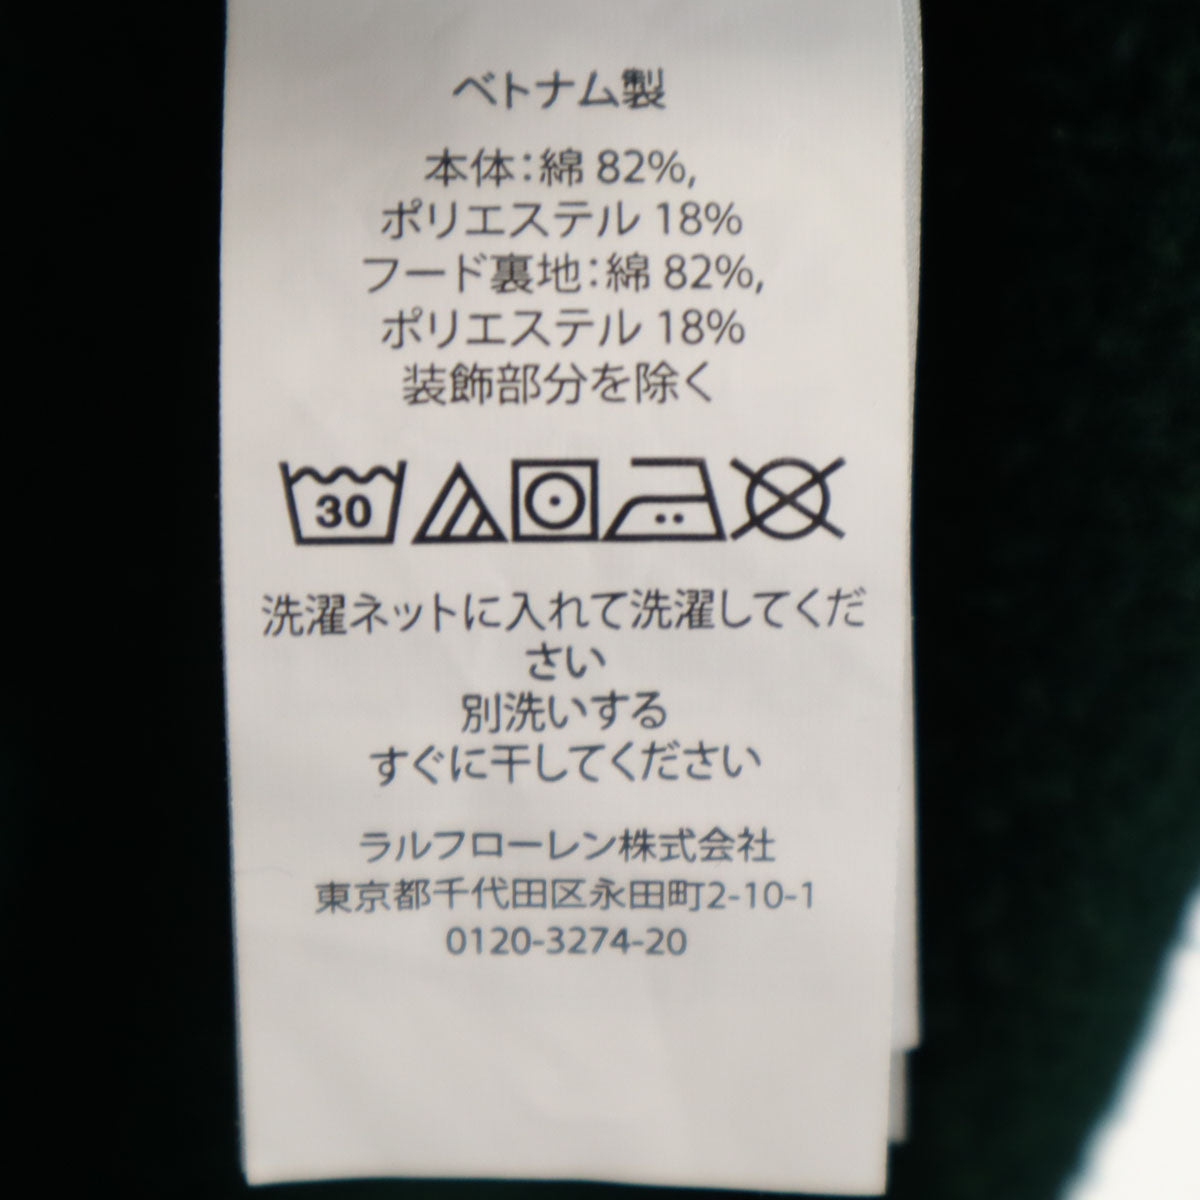 ベトナム製
本体：綿 82%,
ポリエステル 18%
フード裏地：綿 82%,
ポリエステル 18%
装飾部分を除く
30
洗濯ネットに入れて洗濯してくだ
さい
別洗いする
すぐに干してください
ラルフローレン株式会社
東京都千代田区永田町2-10-1
0120-3274-20